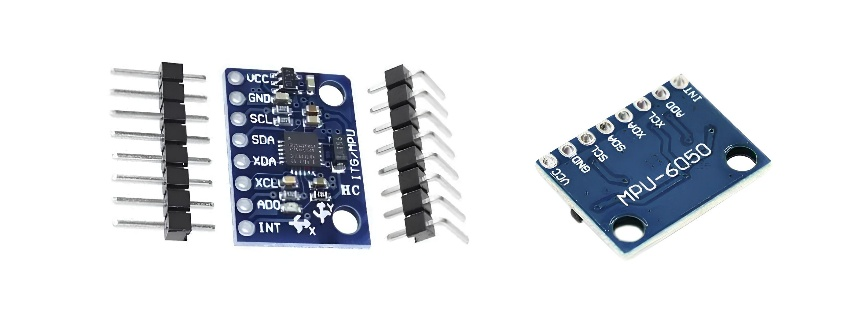 VCC
GND
SCL
SDA
XDA
XCL
ADO
INT
ITG/MPU
HC
Y
X
VCC
GND
SCL
SDA
XDA
XCL
ADO
INT
MPU-6050